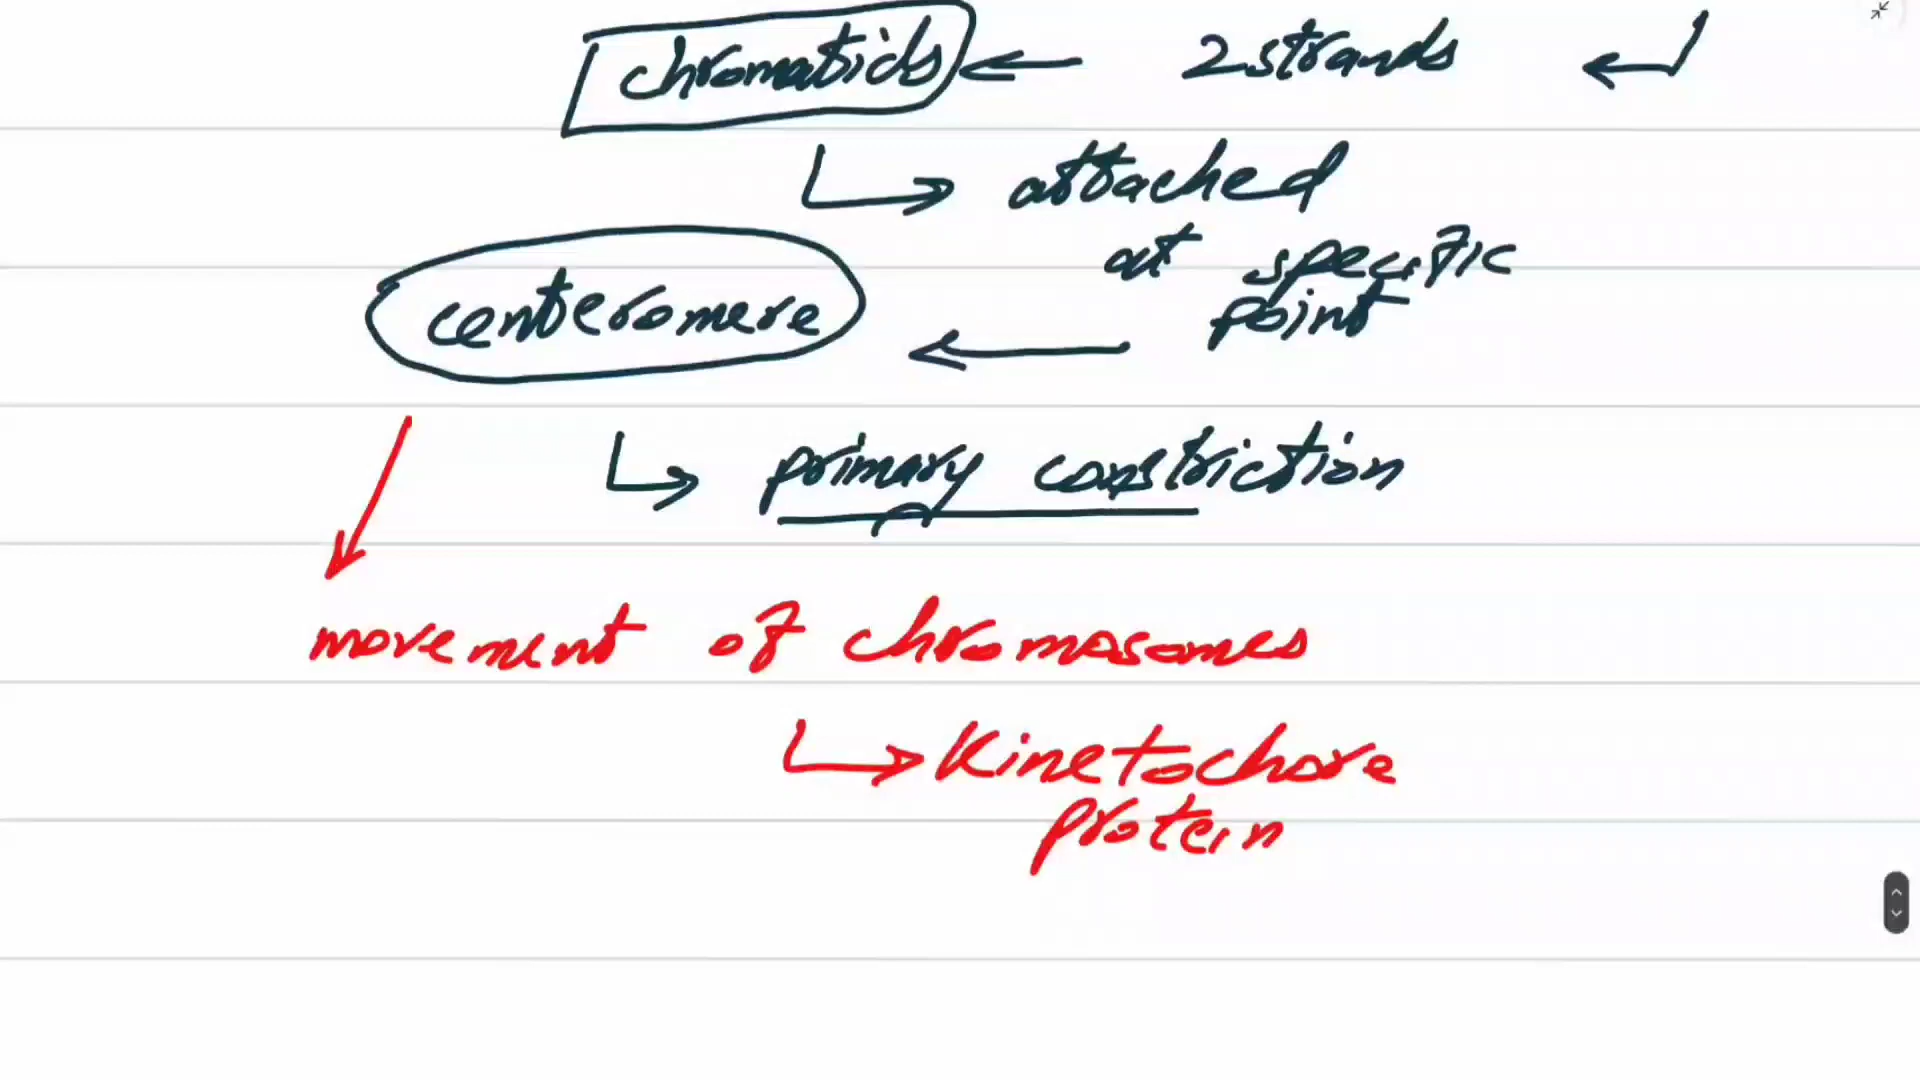 chromatids ← 2 strands ↵
↳ attached
at specific
point
centeromere ←
↳ primary constriction
movement of chromosomes
↳ Kinetochore
protein